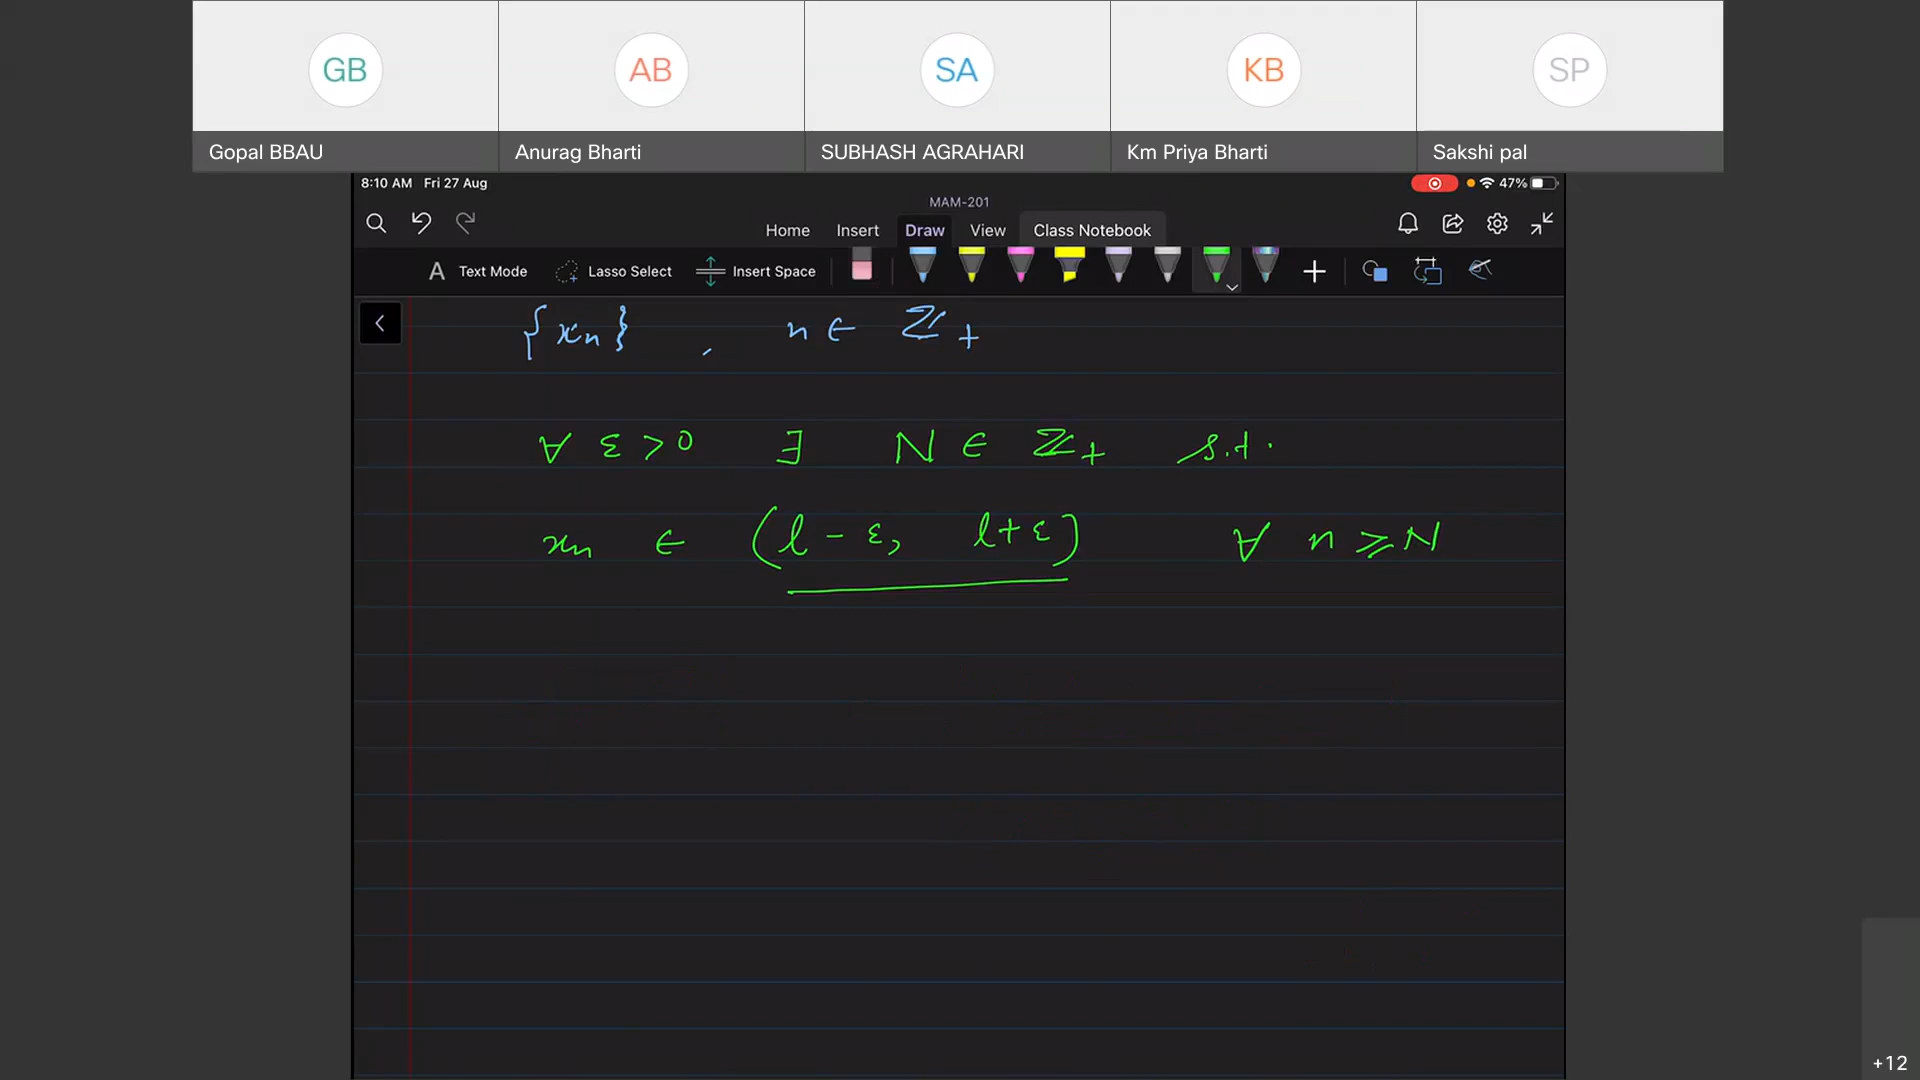 GB AB SA KB SP
Gopal BBAU Anurag Bharti SUBHASH AGRAHARI Km Priya Bharti Sakshi pal
8:10 AM Fri 27 Aug 47%
MAM-201
Home Insert Draw View Class Notebook
A Text Mode Lasso Select Insert Space
{xn} , n ∈ ℤ+
∀ ε>0 ∃ N ∈ ℤ+ s.t.
xn ∈ (l-ε, l+ε) ∀ n ≥ N
+12